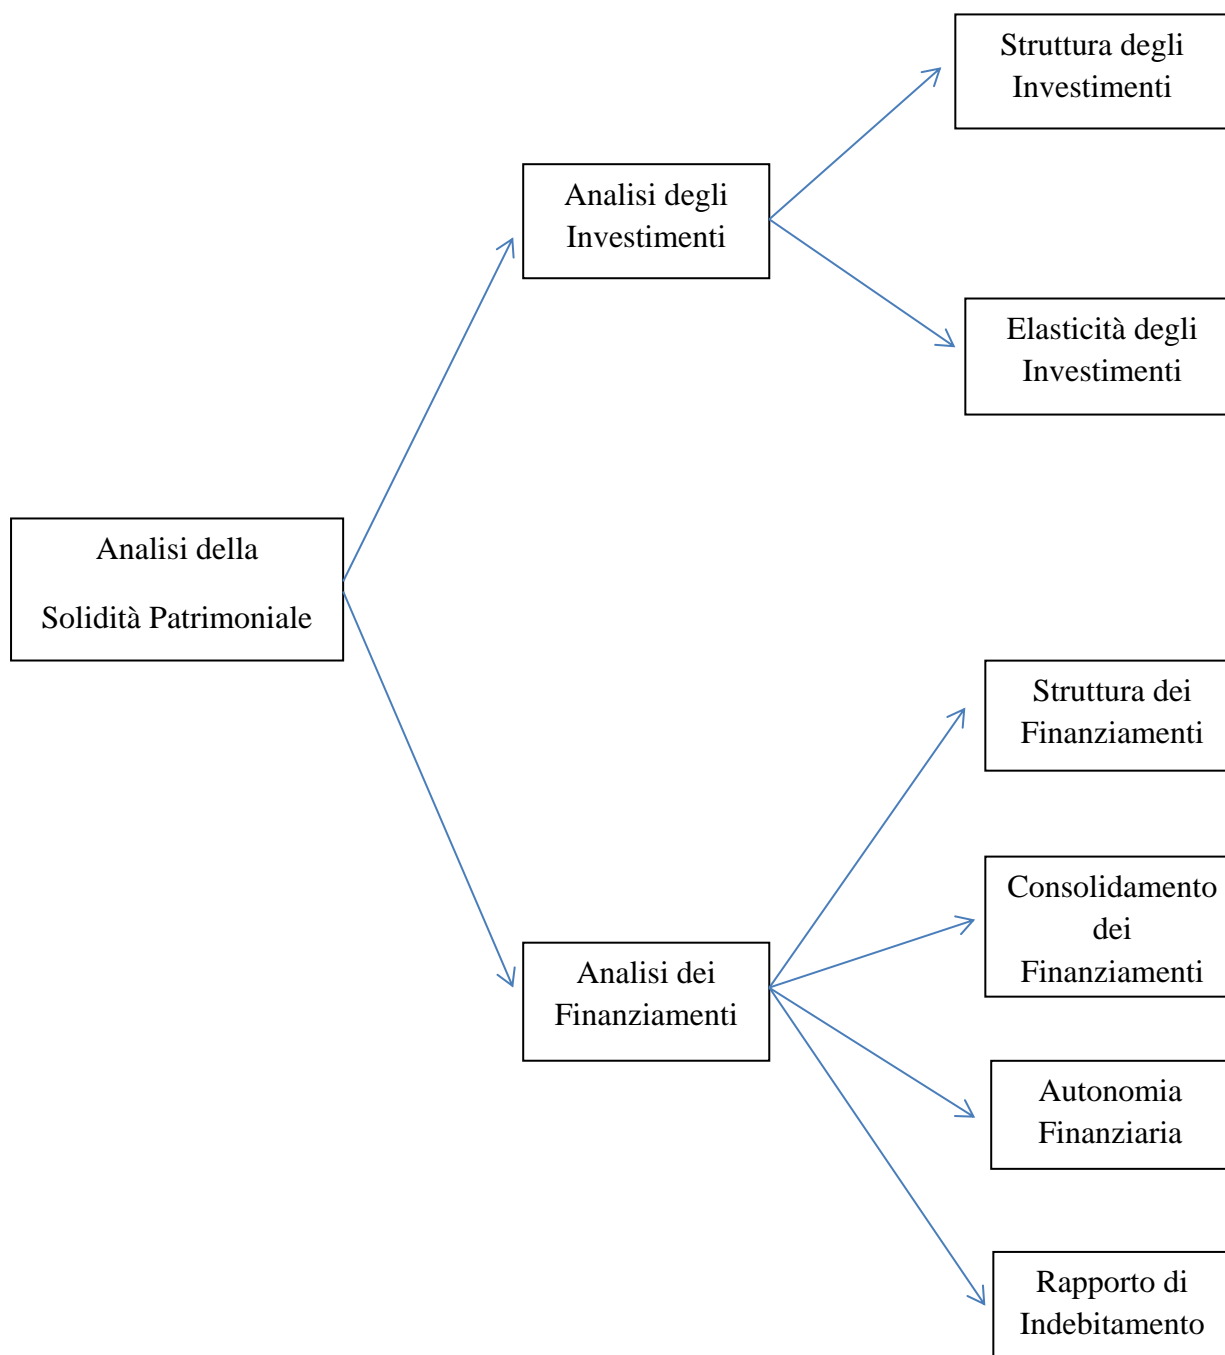 Struttura degli
Investimenti
Analisi degli
Investimenti
Elasticità degli
Investimenti
Analisi della
Solidità Patrimoniale
Struttura dei
Finanziamenti
Consolidamento
dei
Finanziamenti
Analisi dei
Finanziamenti
Autonomia
Finanziaria
Rapporto di
Indebitamento